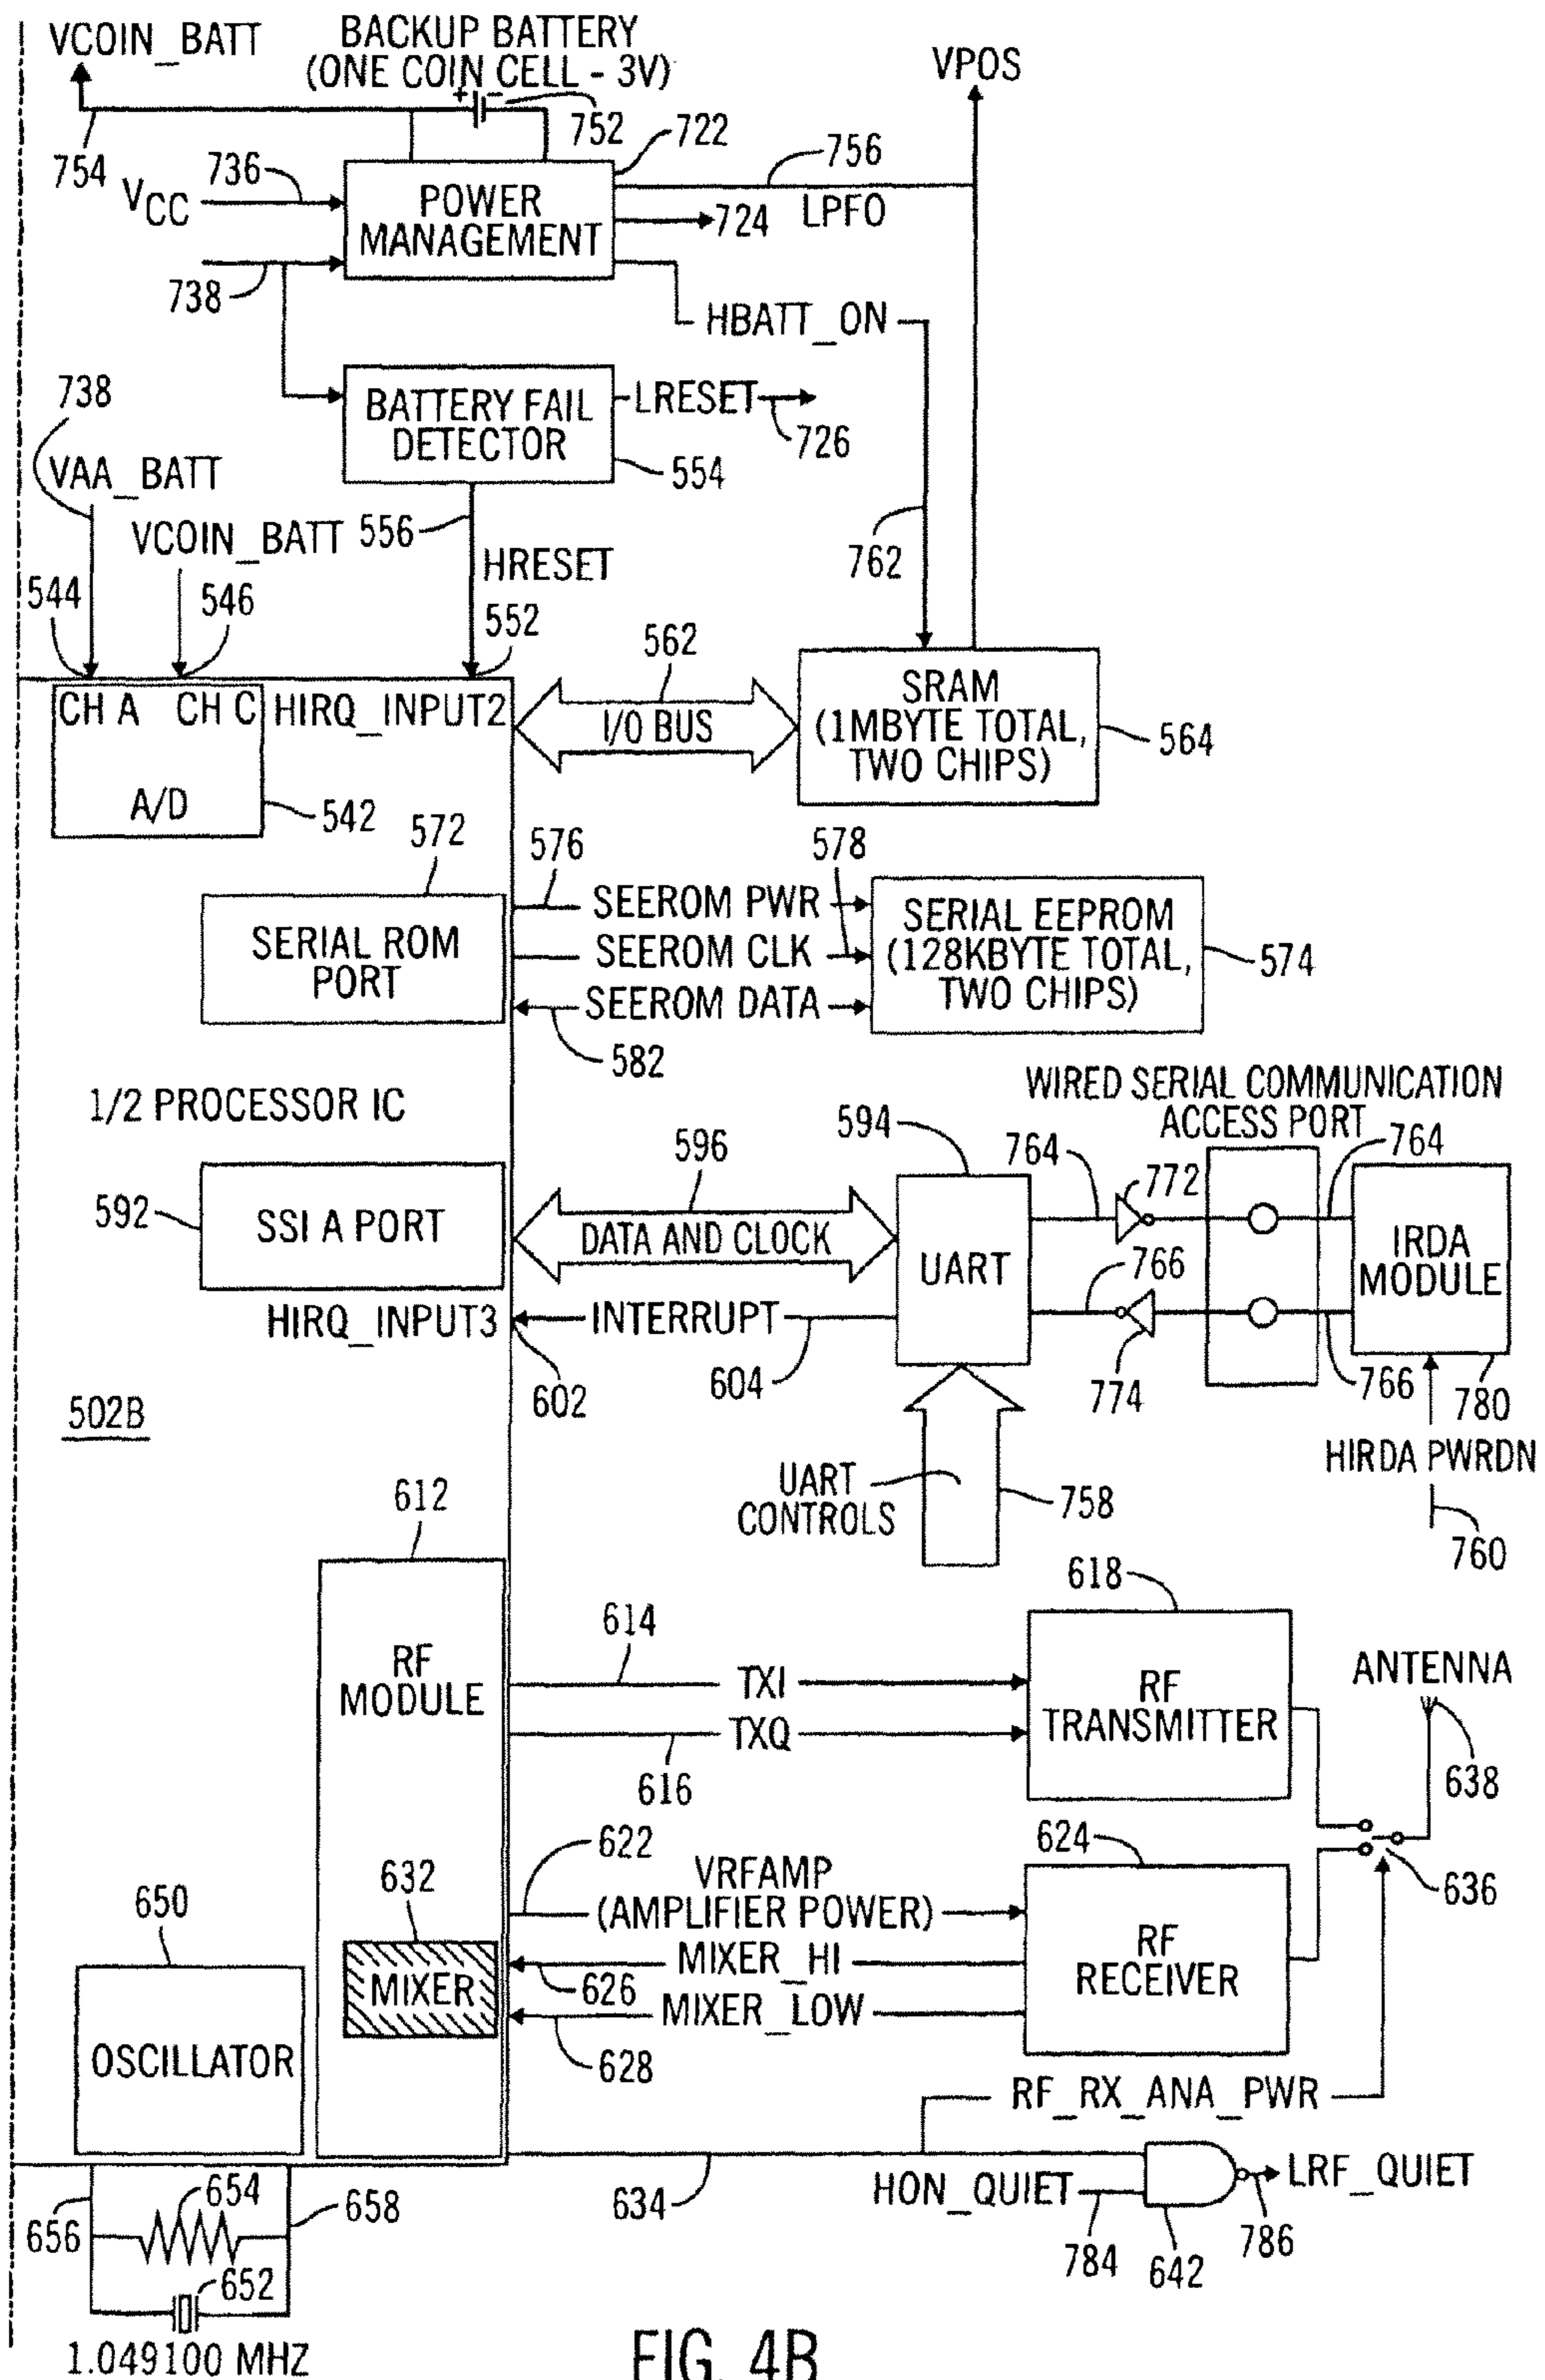 VCOIN_BATT
BACKUP BATTERY
(ONE COIN CELL - 3V)
+ -
752
754
VPOS
722
756
736
VCC
POWER
MANAGEMENT
724
LPFO
738
HBATT_ON
738
BATTERY FAIL
DETECTOR
LRESET
726
554
VAA_BATT
VCOIN_BATT
556
HRESET
762
544
546
552
562
CH A
CH C
HIRQ_INPUT2
I/O BUS
SRAM
(1MBYTE TOTAL,
TWO CHIPS)
564
A/D
542
572
576
578
SERIAL ROM
PORT
SEEROM PWR
SEEROM CLK
SEEROM DATA
SERIAL EEPROM
(128KBYTE TOTAL,
TWO CHIPS)
574
582
1/2 PROCESSOR IC
WIRED SERIAL COMMUNICATION
ACCESS PORT
594
596
764
772
764
592
SSI A PORT
DATA AND CLOCK
UART
IRDA
MODULE
766
HIRQ_INPUT3
INTERRUPT
602
604
774
766
780
502B
HIRDA PWRDN
UART
CONTROLS
758
760
612
618
614
RF
MODULE
TXI
TXQ
RF
TRANSMITTER
ANTENNA
616
638
622
624
632
VRFAMP
(AMPLIFIER POWER)
636
650
MIXER
MIXER_HI
626
MIXER_LOW
RF
RECEIVER
OSCILLATOR
628
RF_RX_ANA_PWR
654
656
658
634
HON_QUIET
LRF_QUIET
784
642
786
652
1.049100 MHZ
FIG. 4B